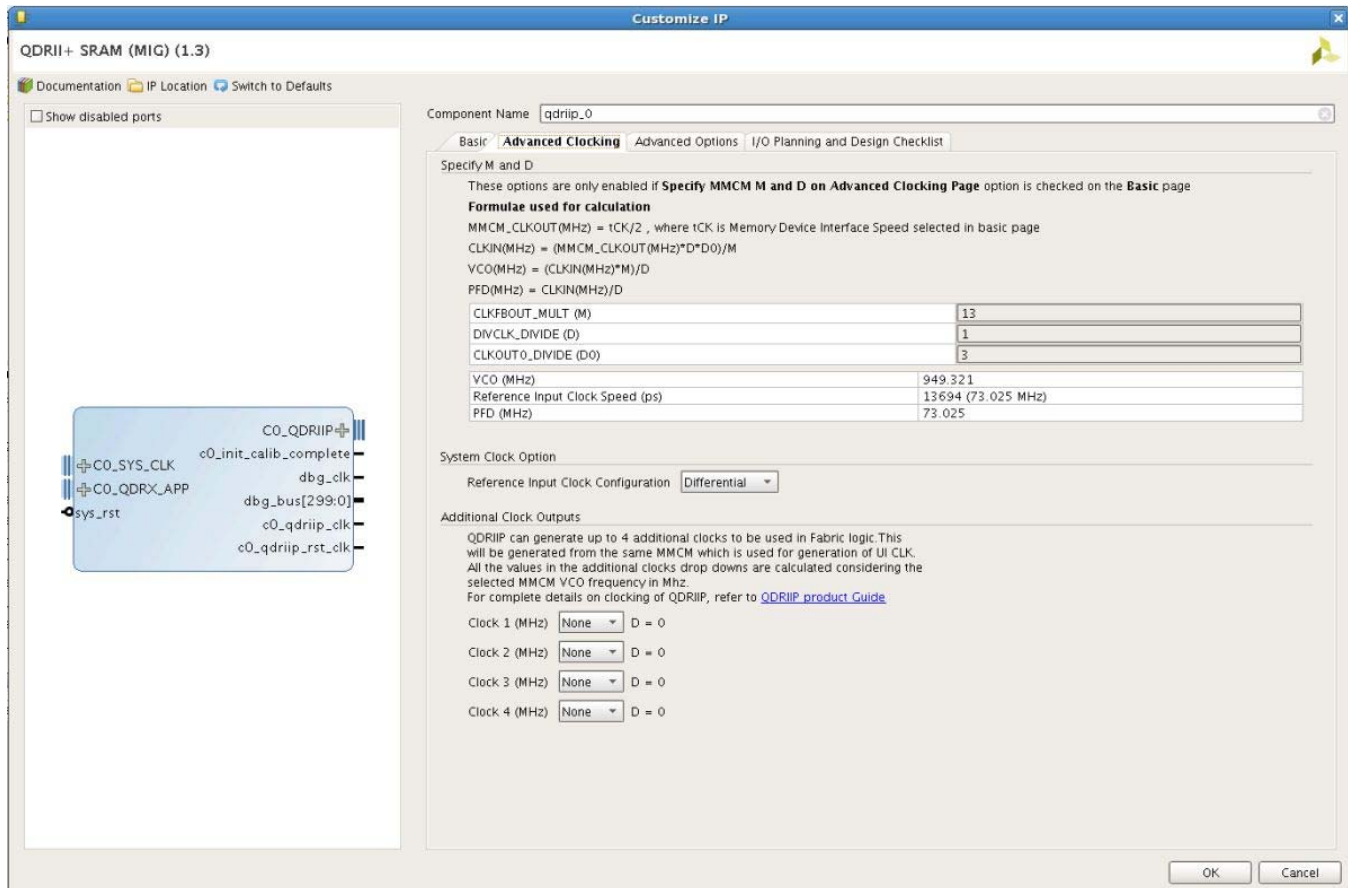 Customize IP
QDRII+ SRAM (MIG) (1.3)
Documentation IP Location Switch to Defaults
Show disabled ports
C0_SYS_CLK
C0_QDRX_APP
sys_rst
C0_QDRIIP
c0_init_calib_complete
dbg_clk
dbg_bus[299:0]
c0_qdriip_clk
c0_qdriip_rst_clk
Component Name qdriip_0
Basic Advanced Clocking Advanced Options I/O Planning and Design Checklist
Specify M and D
These options are only enabled if Specify MMCM M and D on Advanced Clocking Page option is checked on the Basic page
Formulae used for calculation
MMCM_CLKOUT(MHz) = tCK/2 , where tCK is Memory Device Interface Speed selected in basic page
CLKIN(MHz) = (MMCM_CLKOUT(MHz)*D*D0)/M
VCO(MHz) = (CLKIN(MHz)*M)/D
PFD(MHz) = CLKIN(MHz)/D
CLKFBOUT_MULT (M) 13
DIVCLK_DIVIDE (D) 1
CLKOUT0_DIVIDE (D0) 3
VCO (MHz) 949.321
Reference Input Clock Speed (ps) 13694 (73.025 MHz)
PFD (MHz) 73.025
System Clock Option
Reference Input Clock Configuration Differential
Additional Clock Outputs
QDRIIP can generate up to 4 additional clocks to be used in Fabric logic.This
will be generated from the same MMCM which is used for generation of UI CLK.
All the values in the additional clocks drop downs are calculated considering the
selected MMCM VCO frequency in Mhz.
For complete details on clocking of QDRIIP, refer to QDRIIP product Guide
Clock 1 (MHz) None D = 0
Clock 2 (MHz) None D = 0
Clock 3 (MHz) None D = 0
Clock 4 (MHz) None D = 0
OK Cancel